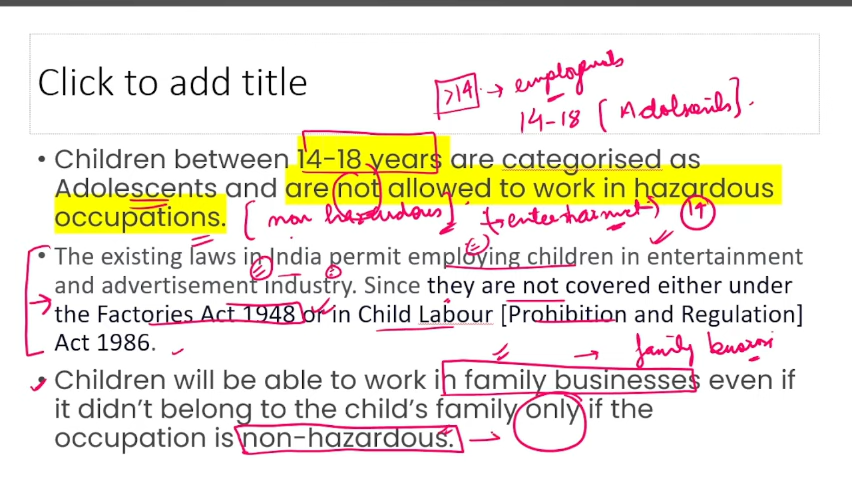 Click to add title
>14 → employments
14-18 [Adolescents]
• Children between 14-18 years are categorised as
Adolescents and are not allowed to work in hazardous
occupations. [non hazardous]
• The existing laws in India permit employing children in entertainment
and advertisement industry. Since they are not covered either under
the Factories Act 1948 or in Child Labour [Prohibition and Regulation]
Act 1986.
→ family
• Children will be able to work in family businesses even if
it didn't belong to the child's family only if the
occupation is non-hazardous. →